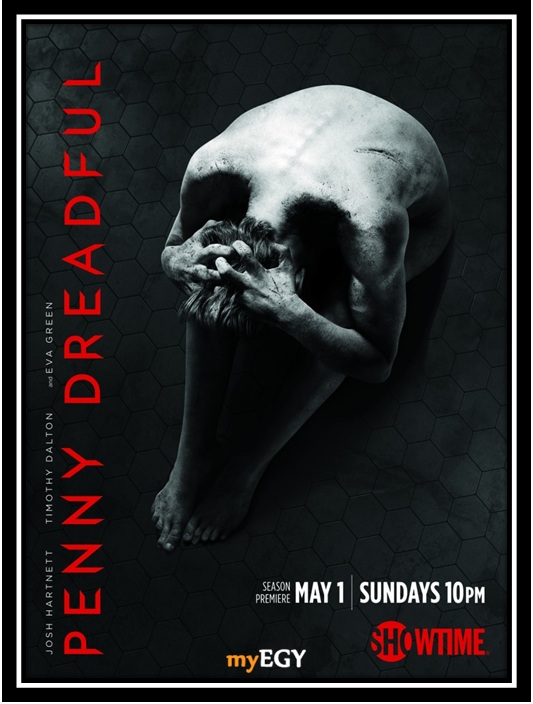 PENNY DREADFUL
JOSH HARTNETT TIMOTHY DALTON and EVA GREEN
SEASON PREMIERE MAY 1 SUNDAYS 10PM
SHOWTIME
myEGY